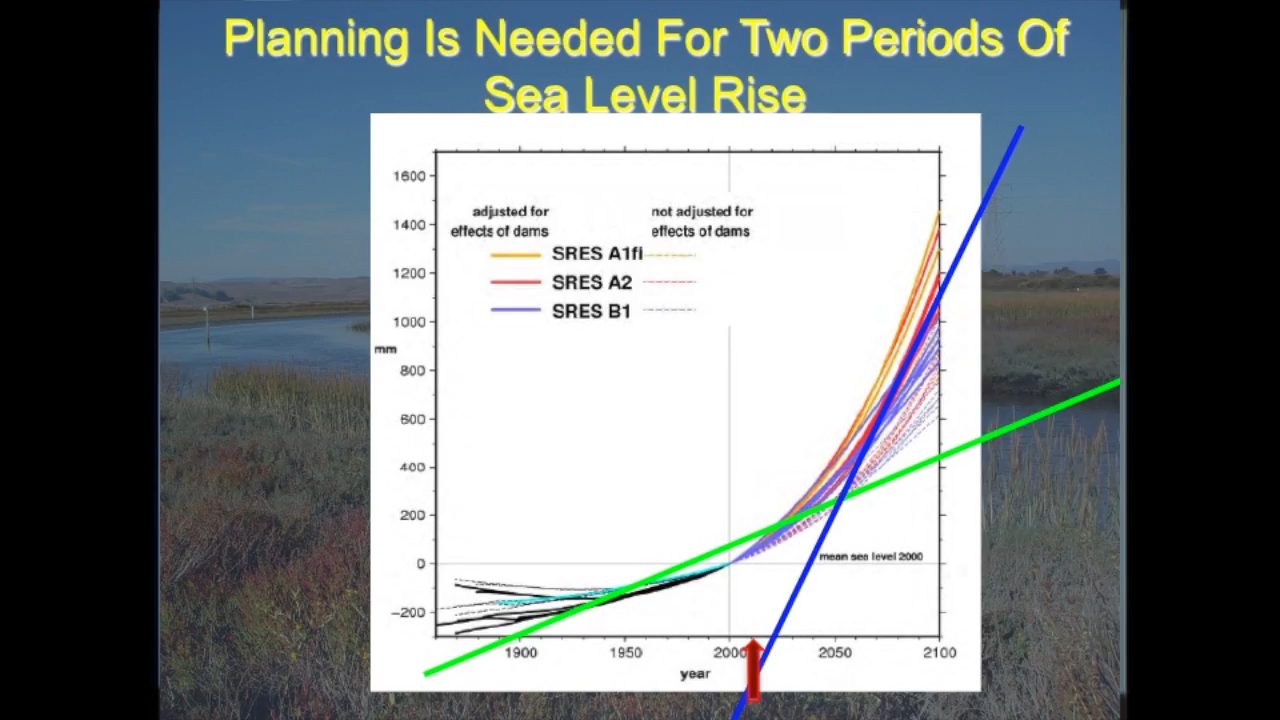 Planning Is Needed For Two Periods Of
Sea Level Rise
1600
1400
1200
1000
mm
800
600
400
200
0
−200
adjusted for
effects of dams
not adjusted for
effects of dams
SRES A1fi
SRES A2
SRES B1
mean sea level 2000
1900
1950
2000
2050
2100
year